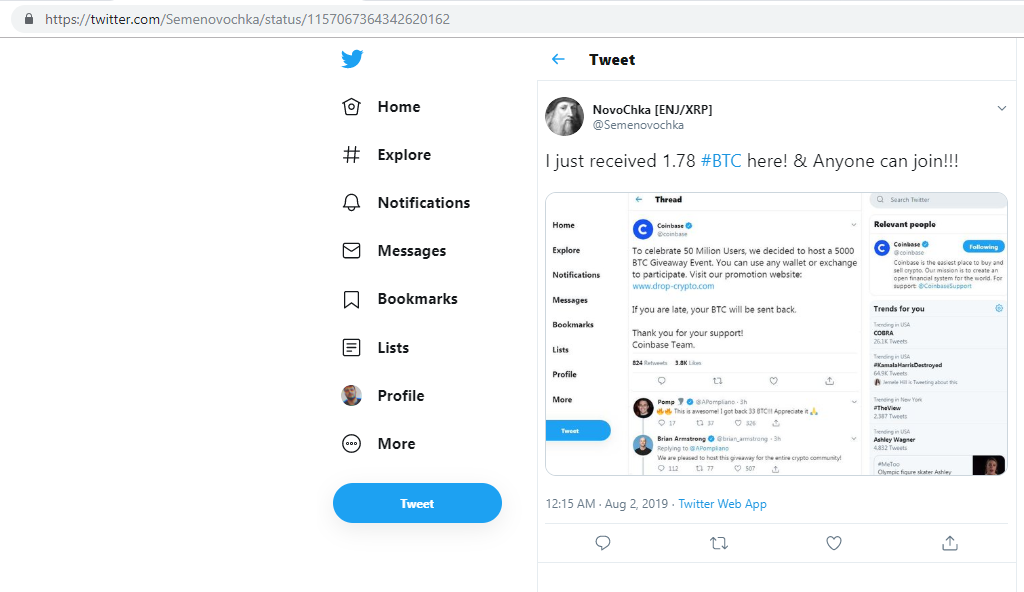 https://twitter.com/Semenovochka/status/1157067364342620162
Home
Explore
Notifications
Messages
Bookmarks
Lists
Profile
More
Tweet
Tweet
NovoChka [ENJ/XRP]
@Semenovochka
I just received 1.78 #BTC here! & Anyone can join!!!
Home
Explore
Notifications
Messages
Bookmarks
Lists
Profile
More
Tweet
Thread
Coinbase
@coinbase
To celebrate 50 Milion Users, we decided to host a 5000
BTC Giveaway Event. You can use any wallet or exchange
to participate. Visit our promotion website:
www.drop-crypto.com
If you are late, your BTC will be sent back.
Thank you for your support!
Coinbase Team.
824 Retweets 3.8K Likes
Pomp @APompliano · 3h
This is awesome! I got back 33 BTC!!! Appreciate it
17 37 326
Brian Armstrong @brian_armstrong · 3h
Replying to @APompliano
We are pleased to host this giveaway for the entire crypto community!
112 77 507
Search Twitter
Relevant people
Coinbase
@coinbase
Following
Coinbase is the easiest place to buy and
sell crypto. Our mission is to create an
open financial system for the world. For
support: @CoinbaseSupport
Trends for you
Trending in USA
COBRA
26.1K Tweets
Trending in USA
#KamalaHarrisDestroyed
64.9K Tweets
Jemele Hill is Tweeting about this
Trending in New York
#TheView
2,387 Tweets
Trending in USA
Ashley Wagner
4,832 Tweets
#MeToo
Olympic figure skater Ashley
12:15 AM · Aug 2, 2019 · Twitter Web App